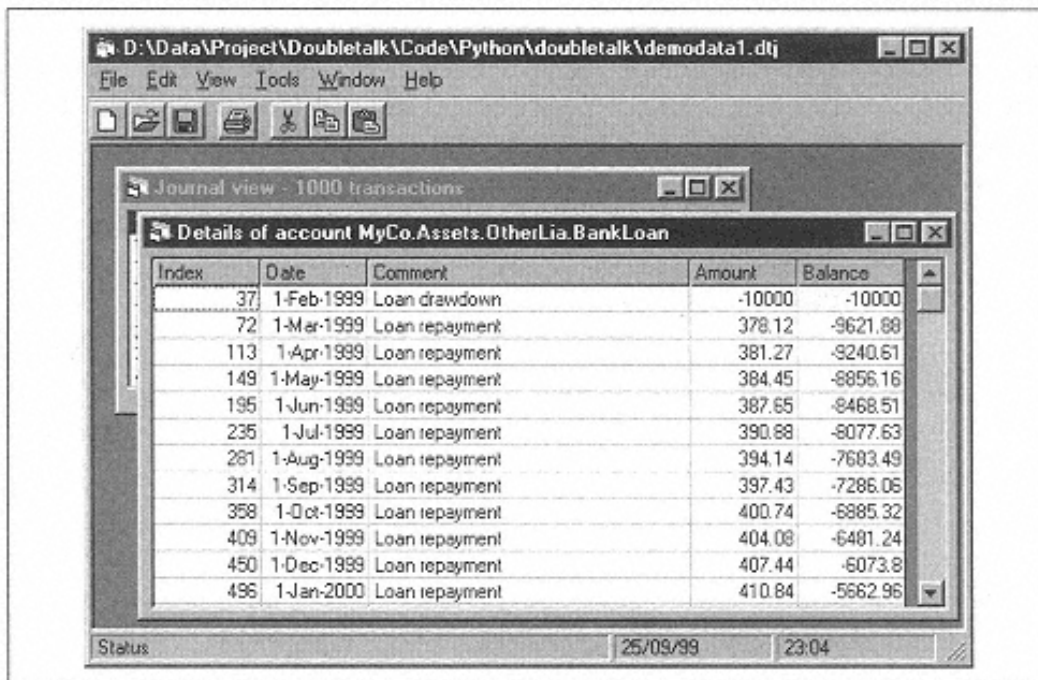 D:\Data\Project\Doubletalk\Code\Python\doubletalk\demodata1.dtj
File Edit View Tools Window Help
Journal view - 1000 transactions
Details of account MyCo.Assets.OtherLia.BankLoan
Index Date Comment Amount Balance
37 1-Feb-1999 Loan drawdown -10000 -10000
72 1-Mar-1999 Loan repayment 378.12 -9621.88
113 1-Apr-1999 Loan repayment 381.27 -9240.61
149 1-May-1999 Loan repayment 384.45 -8856.16
195 1-Jun-1999 Loan repayment 387.65 -8468.51
235 1-Jul-1999 Loan repayment 390.88 -8077.63
281 1-Aug-1999 Loan repayment 394.14 -7683.49
314 1-Sep-1999 Loan repayment 397.43 -7286.06
358 1-Oct-1999 Loan repayment 400.74 -6885.32
409 1-Nov-1999 Loan repayment 404.08 -6481.24
450 1-Dec-1999 Loan repayment 407.44 -6073.8
496 1-Jan-2000 Loan repayment 410.84 -5662.96
Status 25/09/99 23:04